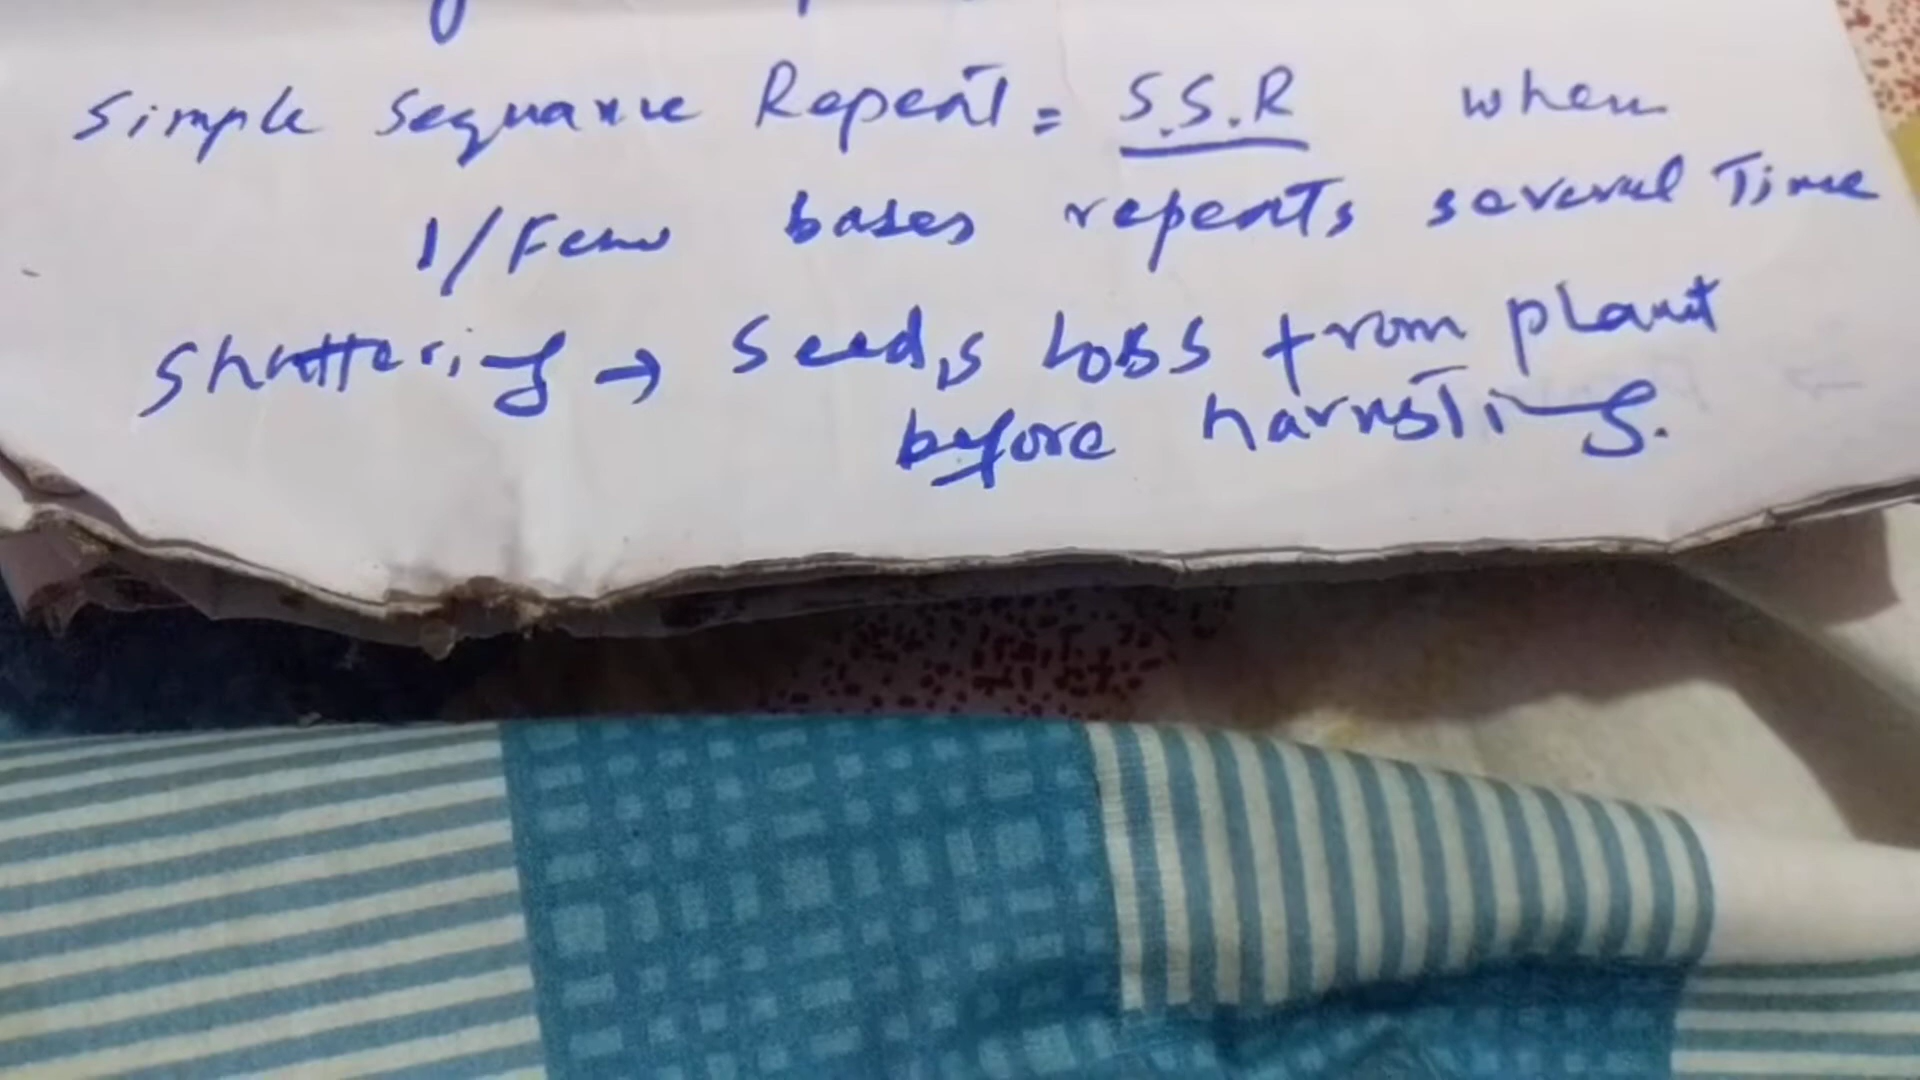 Simple Sequance Repeat = S.S.R when
1/Few bases repeats several Time
Shattering → Seeds loss from plant
before harvesting.